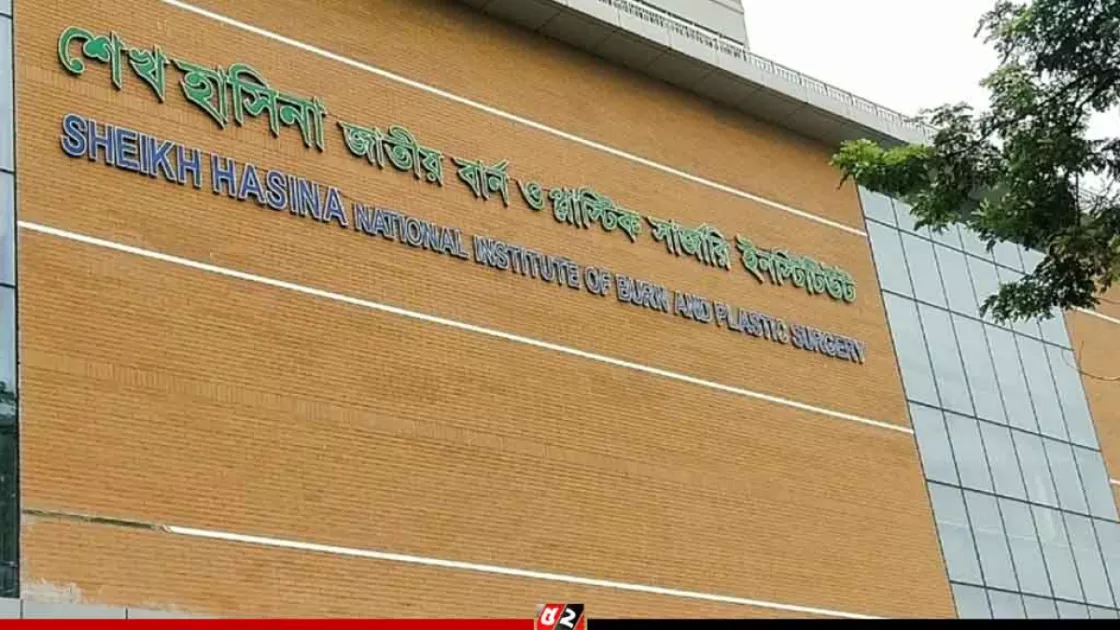 শেখ হাসিনা জাতীয় বার্ন ও প্লাস্টিক সার্জারি ইনস্টিটিউট
SHEIKH HASINA NATIONAL INSTITUTE OF BURN AND PLASTIC SURGERY